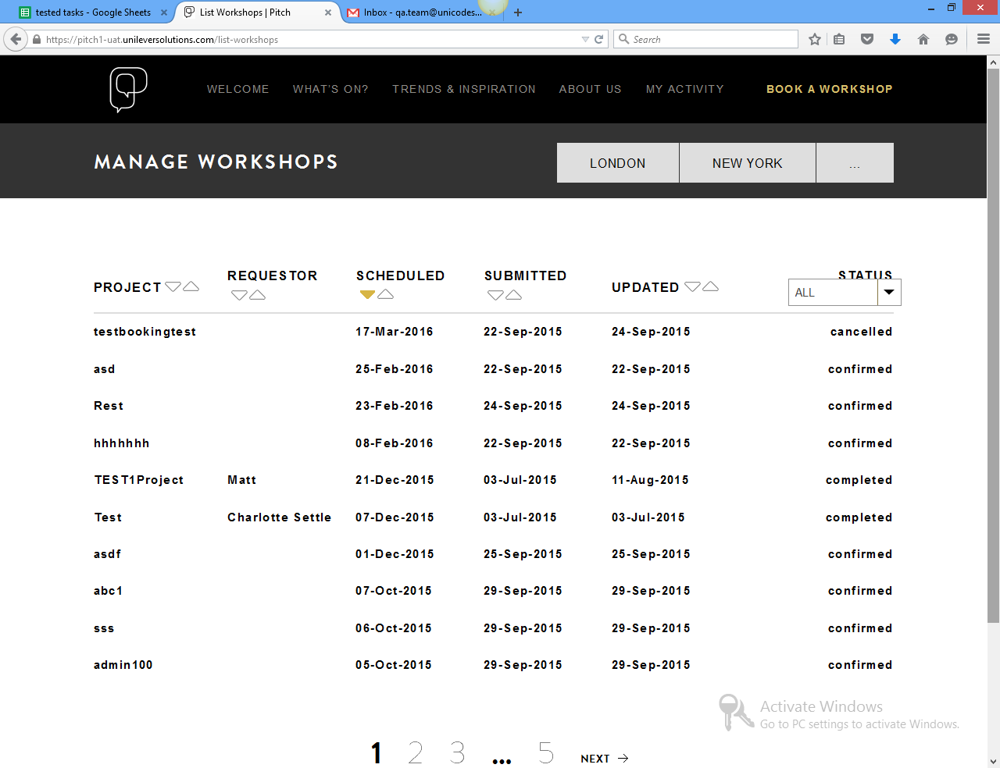 tested tasks - Google Sheets
List Workshops | Pitch
Inbox - qa.team@unicodes...
https://pitch1-uat.unileversolutions.com/list-workshops
Search
WELCOME WHAT'S ON? TRENDS & INSPIRATION ABOUT US MY ACTIVITY BOOK A WORKSHOP
MANAGE WORKSHOPS
LONDON NEW YORK ...
PROJECT REQUESTOR SCHEDULED SUBMITTED UPDATED STATUS
ALL
testbookingtest 17-Mar-2016 22-Sep-2015 24-Sep-2015 cancelled
asd 25-Feb-2016 22-Sep-2015 22-Sep-2015 confirmed
Rest 23-Feb-2016 24-Sep-2015 24-Sep-2015 confirmed
hhhhhhh 08-Feb-2016 22-Sep-2015 22-Sep-2015 confirmed
TEST1Project Matt 21-Dec-2015 03-Jul-2015 11-Aug-2015 completed
Test Charlotte Settle 07-Dec-2015 03-Jul-2015 03-Jul-2015 completed
asdf 01-Dec-2015 25-Sep-2015 25-Sep-2015 confirmed
abc1 07-Oct-2015 29-Sep-2015 29-Sep-2015 confirmed
sss 06-Oct-2015 29-Sep-2015 29-Sep-2015 confirmed
admin100 05-Oct-2015 29-Sep-2015 29-Sep-2015 confirmed
Activate Windows
Go to PC settings to activate Windows.
1 2 3 ... 5 NEXT